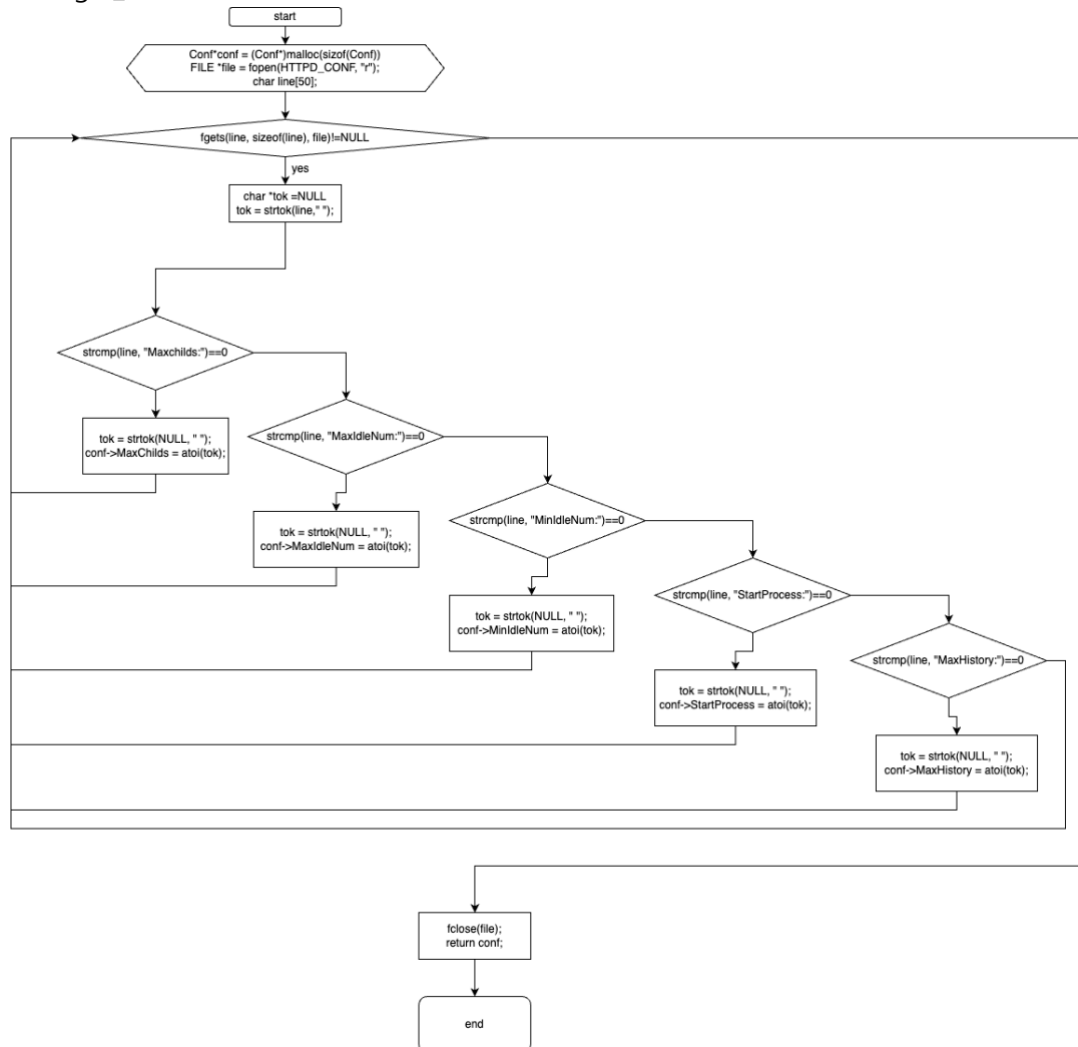 start
Conf*conf = (Conf*)malloc(sizof(Conf))
FILE *file = fopen(HTTPD_CONF, "r");
char line[50];
fgets(line, sizeof(line), file)!=NULL
yes
char *tok =NULL
tok = strtok(line," ");
strcmp(line, "Maxchilds:")==0
tok = strtok(NULL, " ");
conf->MaxChilds = atoi(tok);
strcmp(line, "MaxIdleNum:")==0
tok = strtok(NULL, " ");
conf->MaxIdleNum = atoi(tok);
strcmp(line, "MinIdleNum:")==0
tok = strtok(NULL, " ");
conf->MinIdleNum = atoi(tok);
strcmp(line, "StartProcess:")==0
tok = strtok(NULL, " ");
conf->StartProcess = atoi(tok);
strcmp(line, "MaxHistory:")==0
tok = strtok(NULL, " ");
conf->MaxHistory = atoi(tok);
fclose(file);
return conf;
end